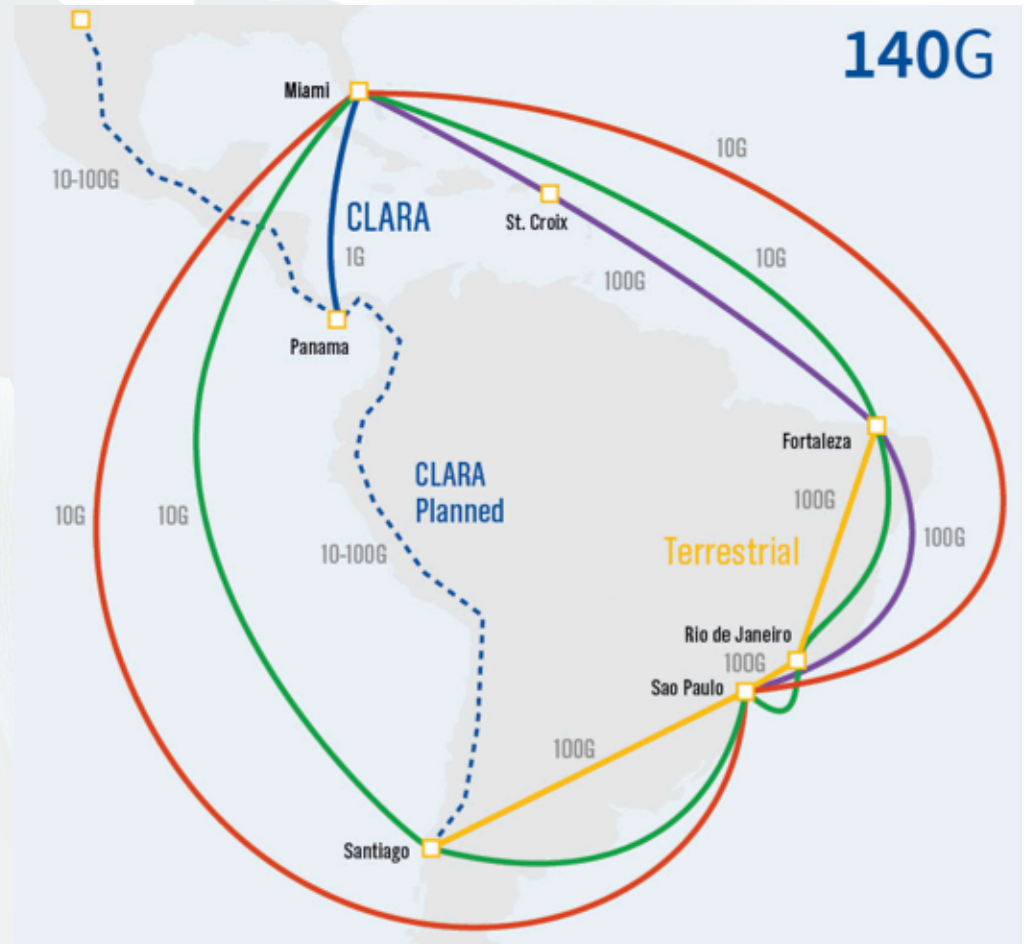 140G
Miami
10G
10-100G
CLARA
St. Croix
1G
10G
100G
Panama
Fortaleza
CLARA
Planned
100G
10G
10G
100G
10-100G
Terrestrial
Rio de Janeiro
100G
Sao Paulo
100G
Santiago